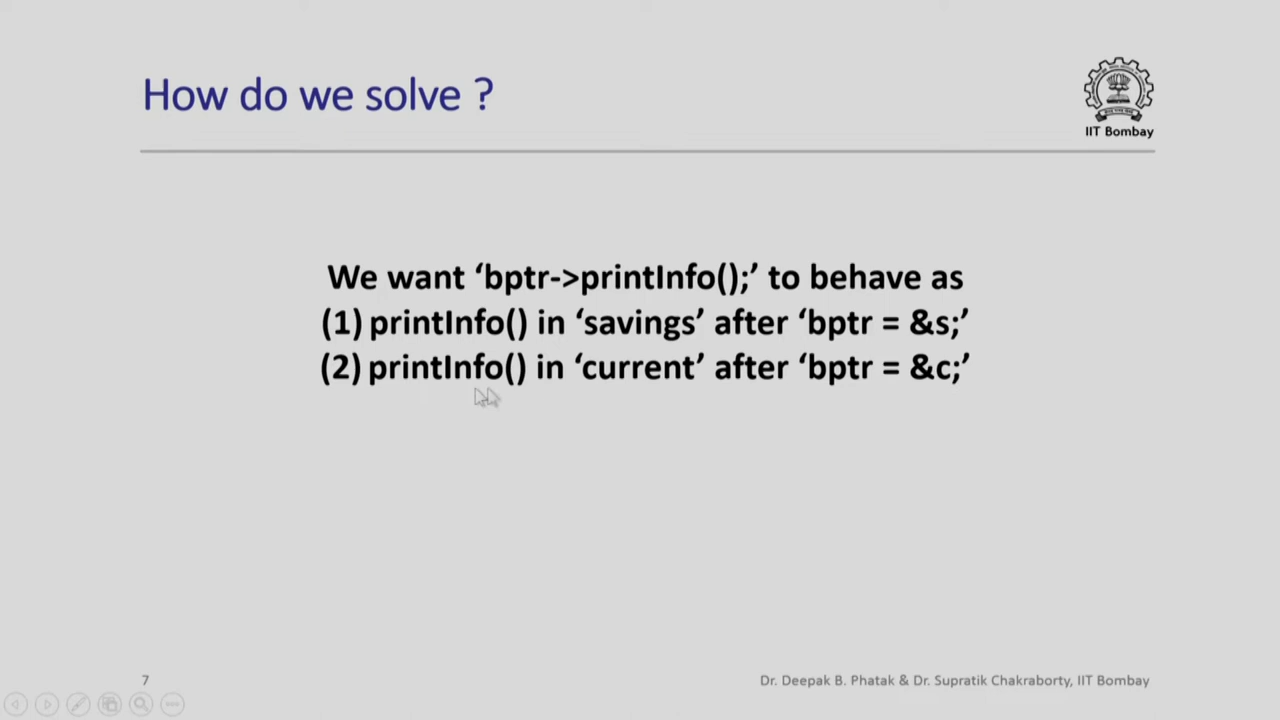 How do we solve ?
IIT Bombay
We want ‘bptr->printInfo();’ to behave as
(1) printInfo() in ‘savings’ after ‘bptr = &s;’
(2) printInfo() in ‘current’ after ‘bptr = &c;’
7
Dr. Deepak B. Phatak & Dr. Supratik Chakraborty, IIT Bombay